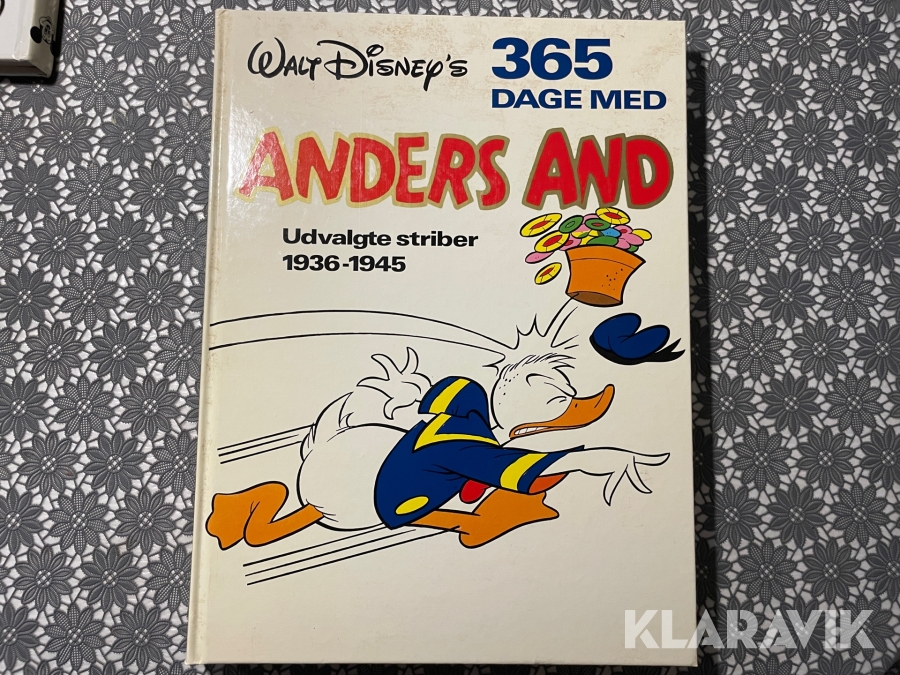 WALT DISNEY'S
365
DAGE MED
ANDERS AND
Udvalgte striber
1936-1945
KLARAVIK